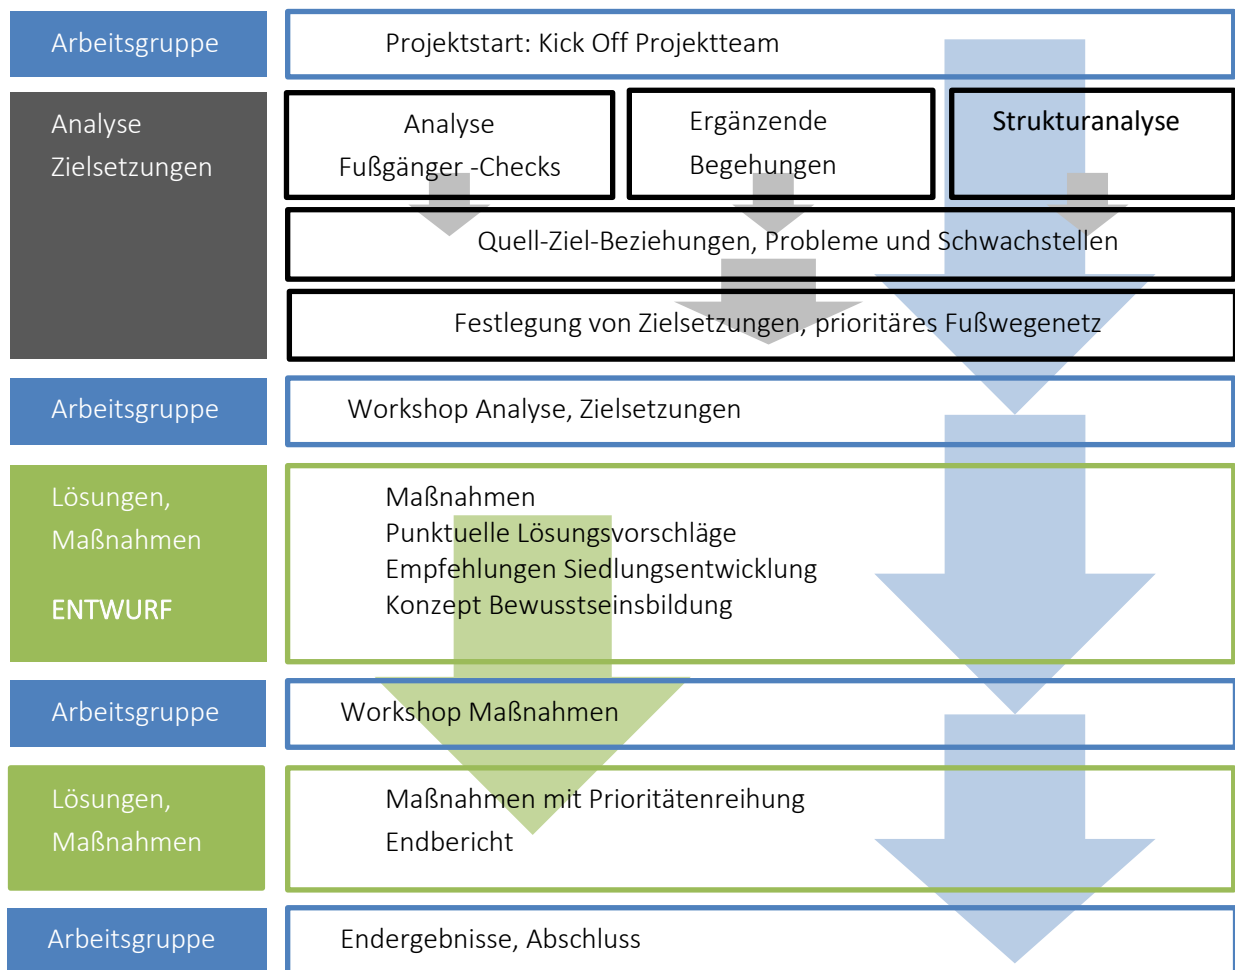 Arbeitsgruppe
Projektstart: Kick Off Projektteam
Analyse
Zielsetzungen
Analyse
Fußgänger -Checks
Ergänzende
Begehungen
Strukturanalyse
Quell-Ziel-Beziehungen, Probleme und Schwachstellen
Festlegung von Zielsetzungen, prioritäres Fußwegenetz
Arbeitsgruppe
Workshop Analyse, Zielsetzungen
Lösungen,
Maßnahmen
ENTWURF
Maßnahmen
Punktuelle Lösungsvorschläge
Empfehlungen Siedlungsentwicklung
Konzept Bewusstseinsbildung
Arbeitsgruppe
Workshop Maßnahmen
Lösungen,
Maßnahmen
Maßnahmen mit Prioritätenreihung
Endbericht
Arbeitsgruppe
Endergebnisse, Abschluss